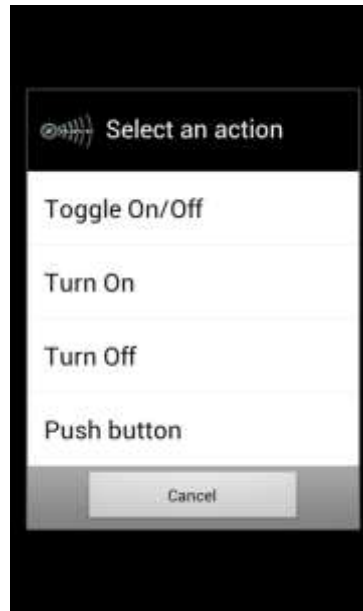 Select an action
Toggle On/Off
Turn On
Turn Off
Push button
Cancel